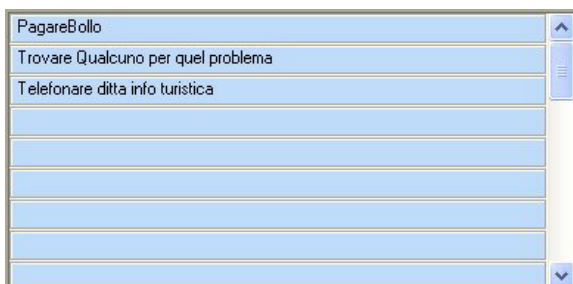 PagareBollo
Trovare Qualcuno per quel problema
Telefonare ditta info turistica